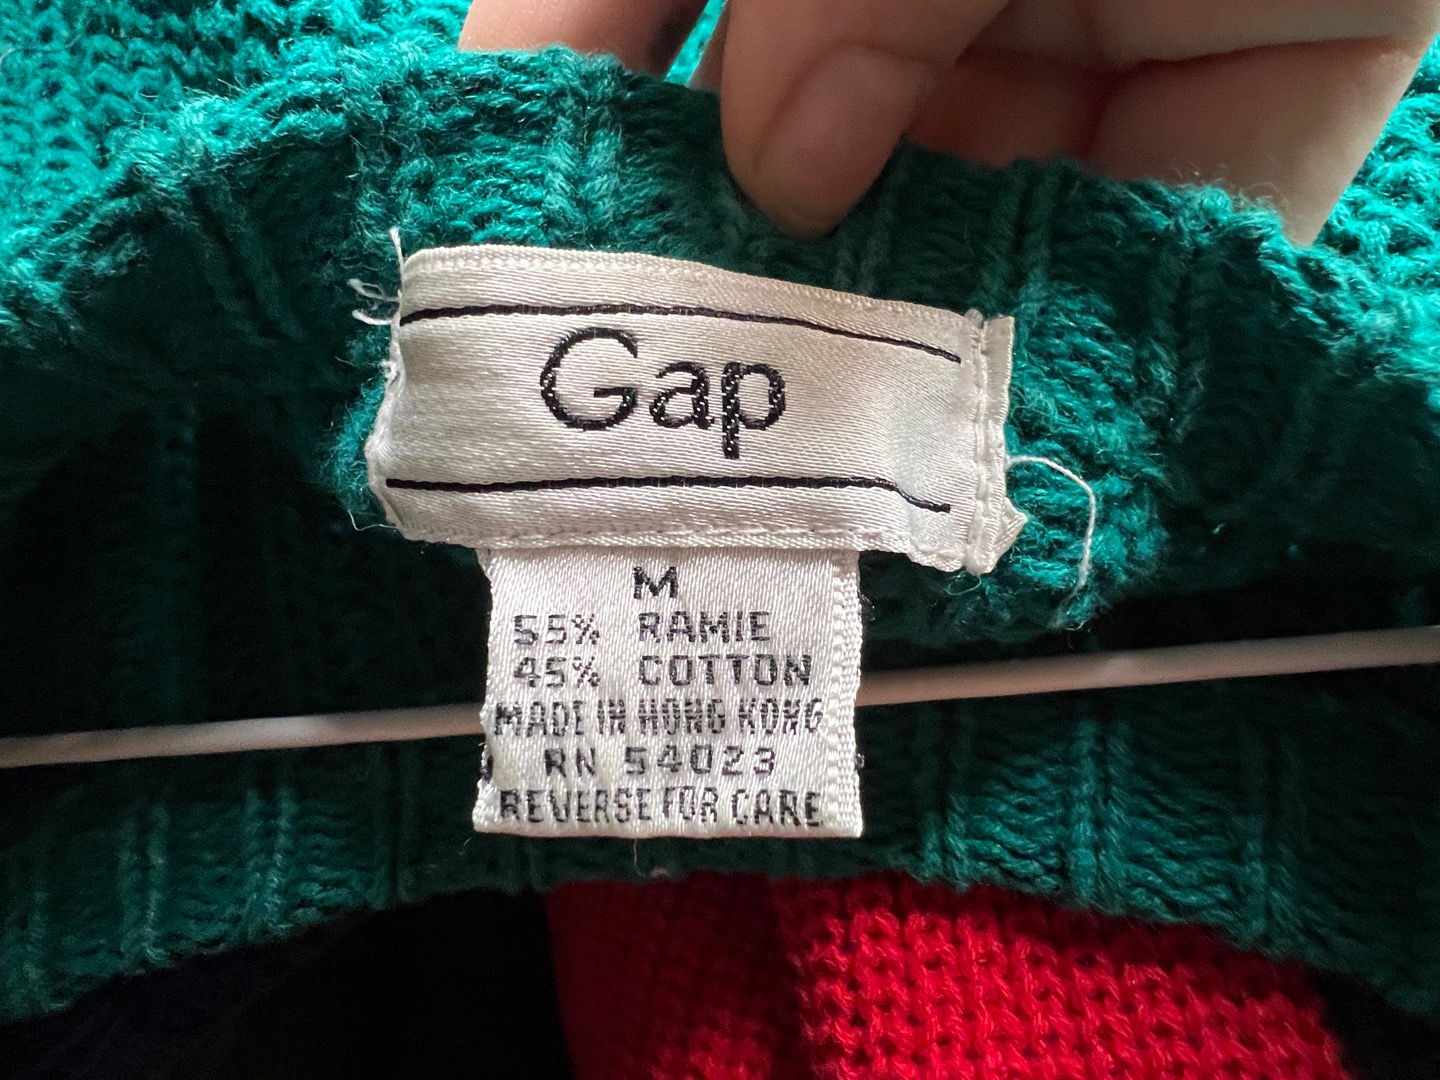 Gap
M
55% RAMIE
45% COTTON
MADE IN HONG KONG
RN 54023
REVERSE FOR CARE